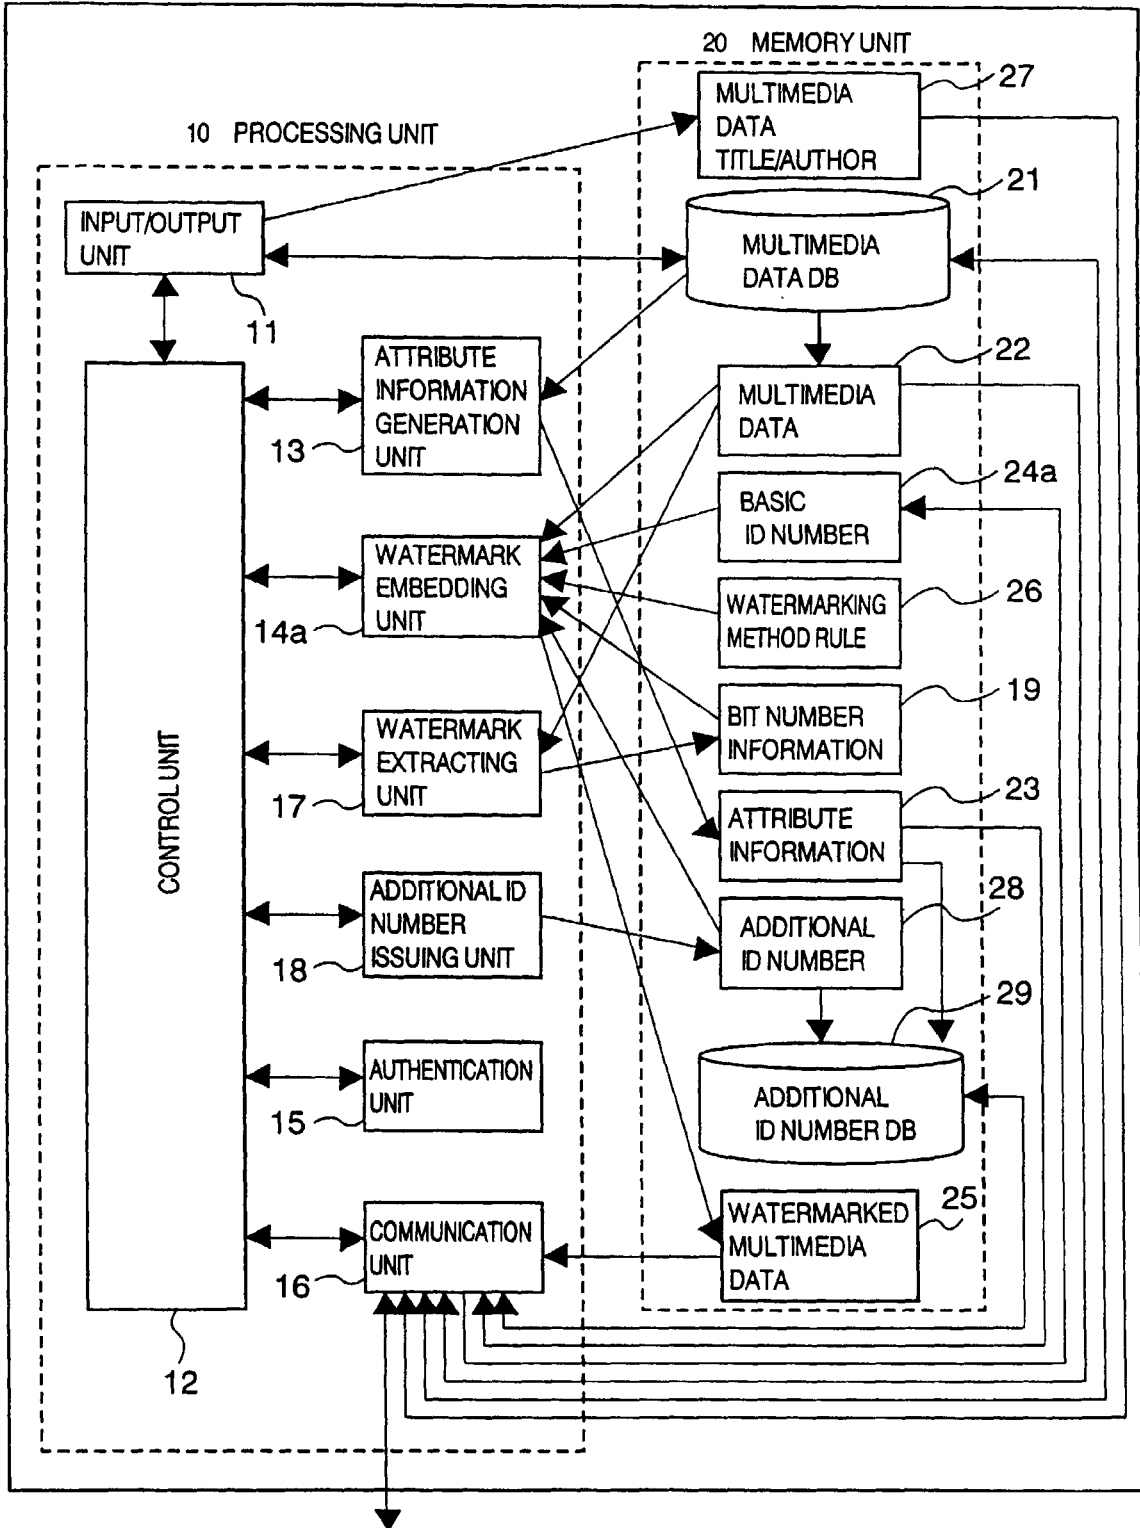 20 MEMORY UNIT
27
MULTIMEDIA
DATA
TITLE/AUTHOR
10 PROCESSING UNIT
21
INPUT/OUTPUT
UNIT
11
MULTIMEDIA
DATA DB
ATTRIBUTE
INFORMATION
GENERATION
UNIT
13
22
MULTIMEDIA
DATA
24a
BASIC
ID NUMBER
WATERMARK
EMBEDDING
UNIT
14a
26
WATERMARKING
METHOD RULE
19
BIT NUMBER
INFORMATION
WATERMARK
EXTRACTING
UNIT
17
CONTROL UNIT
23
ATTRIBUTE
INFORMATION
ADDITIONAL ID
NUMBER
ISSUING UNIT
18
28
ADDITIONAL
ID NUMBER
29
AUTHENTICATION
UNIT
15
ADDITIONAL
ID NUMBER DB
COMMUNICATION
UNIT
16
25
WATERMARKED
MULTIMEDIA
DATA
12